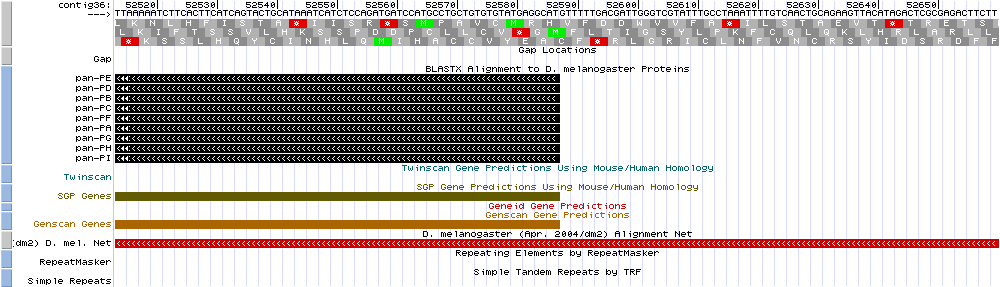 contig36: 52520| 52530| 52540| 52550| 52560| 52570| 52580| 52590| 52600| 52610| 52620| 52630| 52640| 52650|
---> TTAAAAATCTTCACTTCATCAGTACTGCATAAATCATCTCCAGATGATCCATGCCTGCTGTGTGTATGAGGCATGTTTTTGACGATTGGGTCGTATTTGCCTAAATTTTGTCAACTGCAGAAGTTACATAGACTCGCGAGACTTCTT
L K N L H F I S T A * I I S R * S M P A V C M R H V F D D W V V F A * I L S T A E V T * T R E T S
L K I F T S S V L H K S S P D D P C L L C V * G M F L T I G S Y L P K F C Q L Q K L H R L A R L L
* K S S L H Q Y C I N H L Q M I H A C C V Y E A C F * R L G R I C L N F V N C R S Y I D S R D F F
Gap Locations
Gap
BLASTX Alignment to D. melanogaster Proteins
pan-PE
pan-PD
pan-PB
pan-PC
pan-PF
pan-PA
pan-PG
pan-PH
pan-PI
Twinscan Gene Predictions Using Mouse/Human Homology
Twinscan
SGP Gene Predictions Using Mouse/Human Homology
SGP Genes
Geneid Gene Predictions
Genscan Gene Predictions
Genscan Genes
D. melanogaster (Apr. 2004/dm2) Alignment Net
(dm2) D. mel. Net
Repeating Elements by RepeatMasker
RepeatMasker
Simple Tandem Repeats by TRF
Simple Repeats